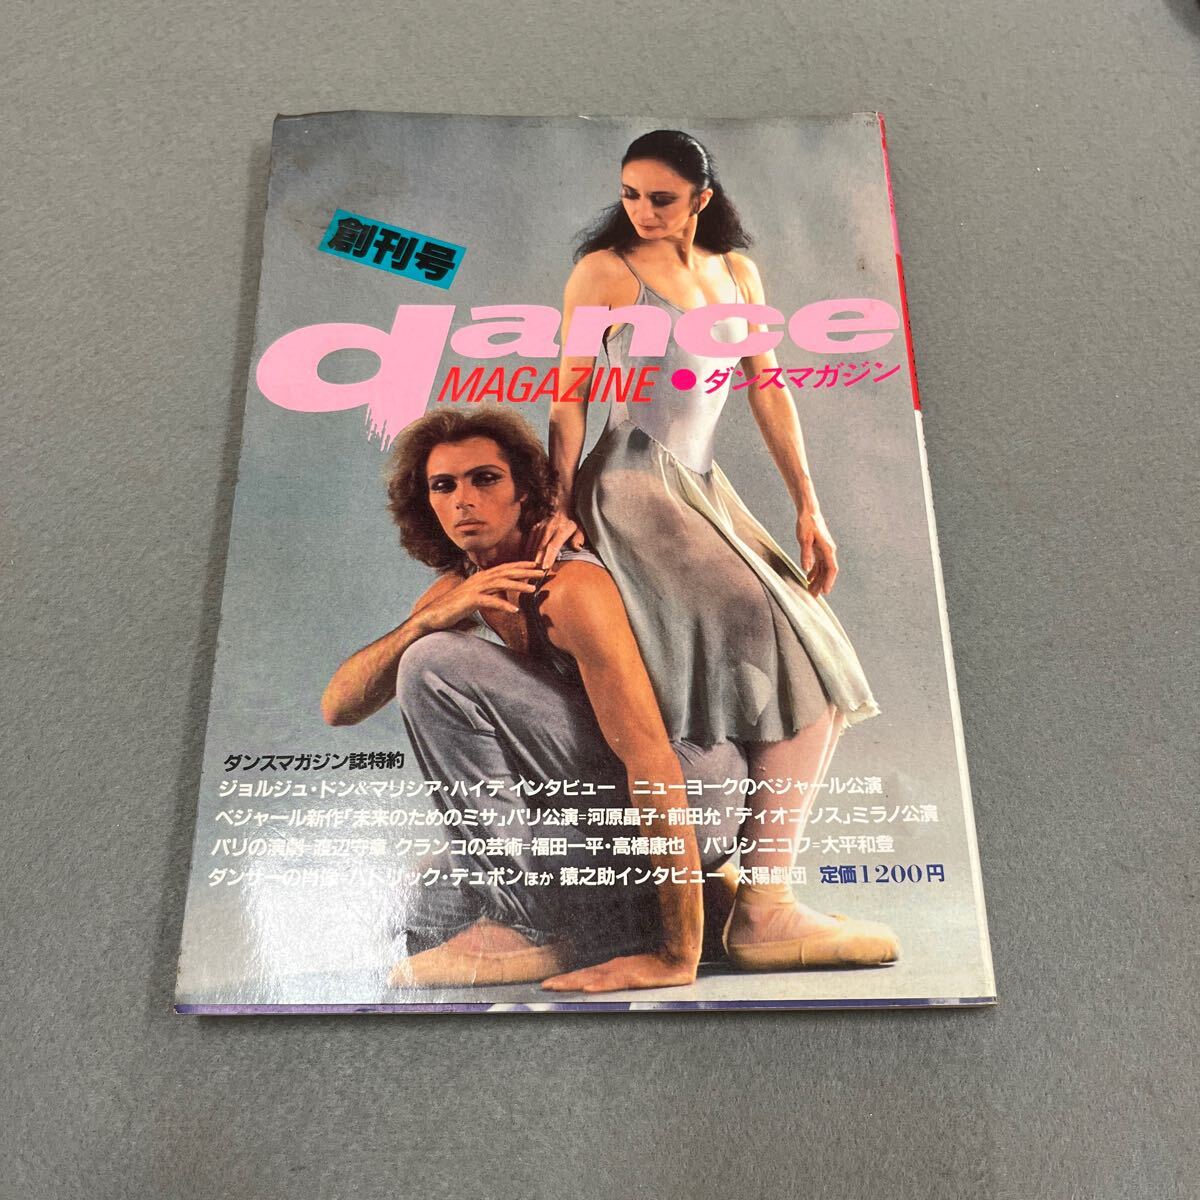 創刊号
dance
MAGAZINE●ダンスマガジン
ダンスマガジン誌特約
ジョルジュ・ドン&マリシア・ハイデ インタビュー ニューヨークのベジャール公演
ベジャール新作「未来のためのミサ」パリ公演=河原晶子・前田允「ディオニソス」ミラノ公演
パリの演劇=渡辺守章 クランコの芸術=福田一平・高橋康也 バリシニコフ=大平和登
ダンサーの肖像=パトリック・デュポンほか 猿之助インタビュー 太陽劇団 定価1200円